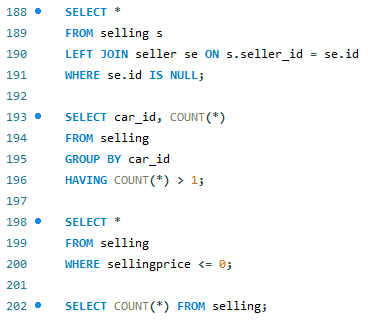 188 SELECT *
189 FROM selling s
190 LEFT JOIN seller se ON s.seller_id = se.id
191 WHERE se.id IS NULL;
192
193 SELECT car_id, COUNT(*)
194 FROM selling
195 GROUP BY car_id
196 HAVING COUNT(*) > 1;
197
198 SELECT *
199 FROM selling
200 WHERE sellingprice <= 0;
201
202 SELECT COUNT(*) FROM selling;